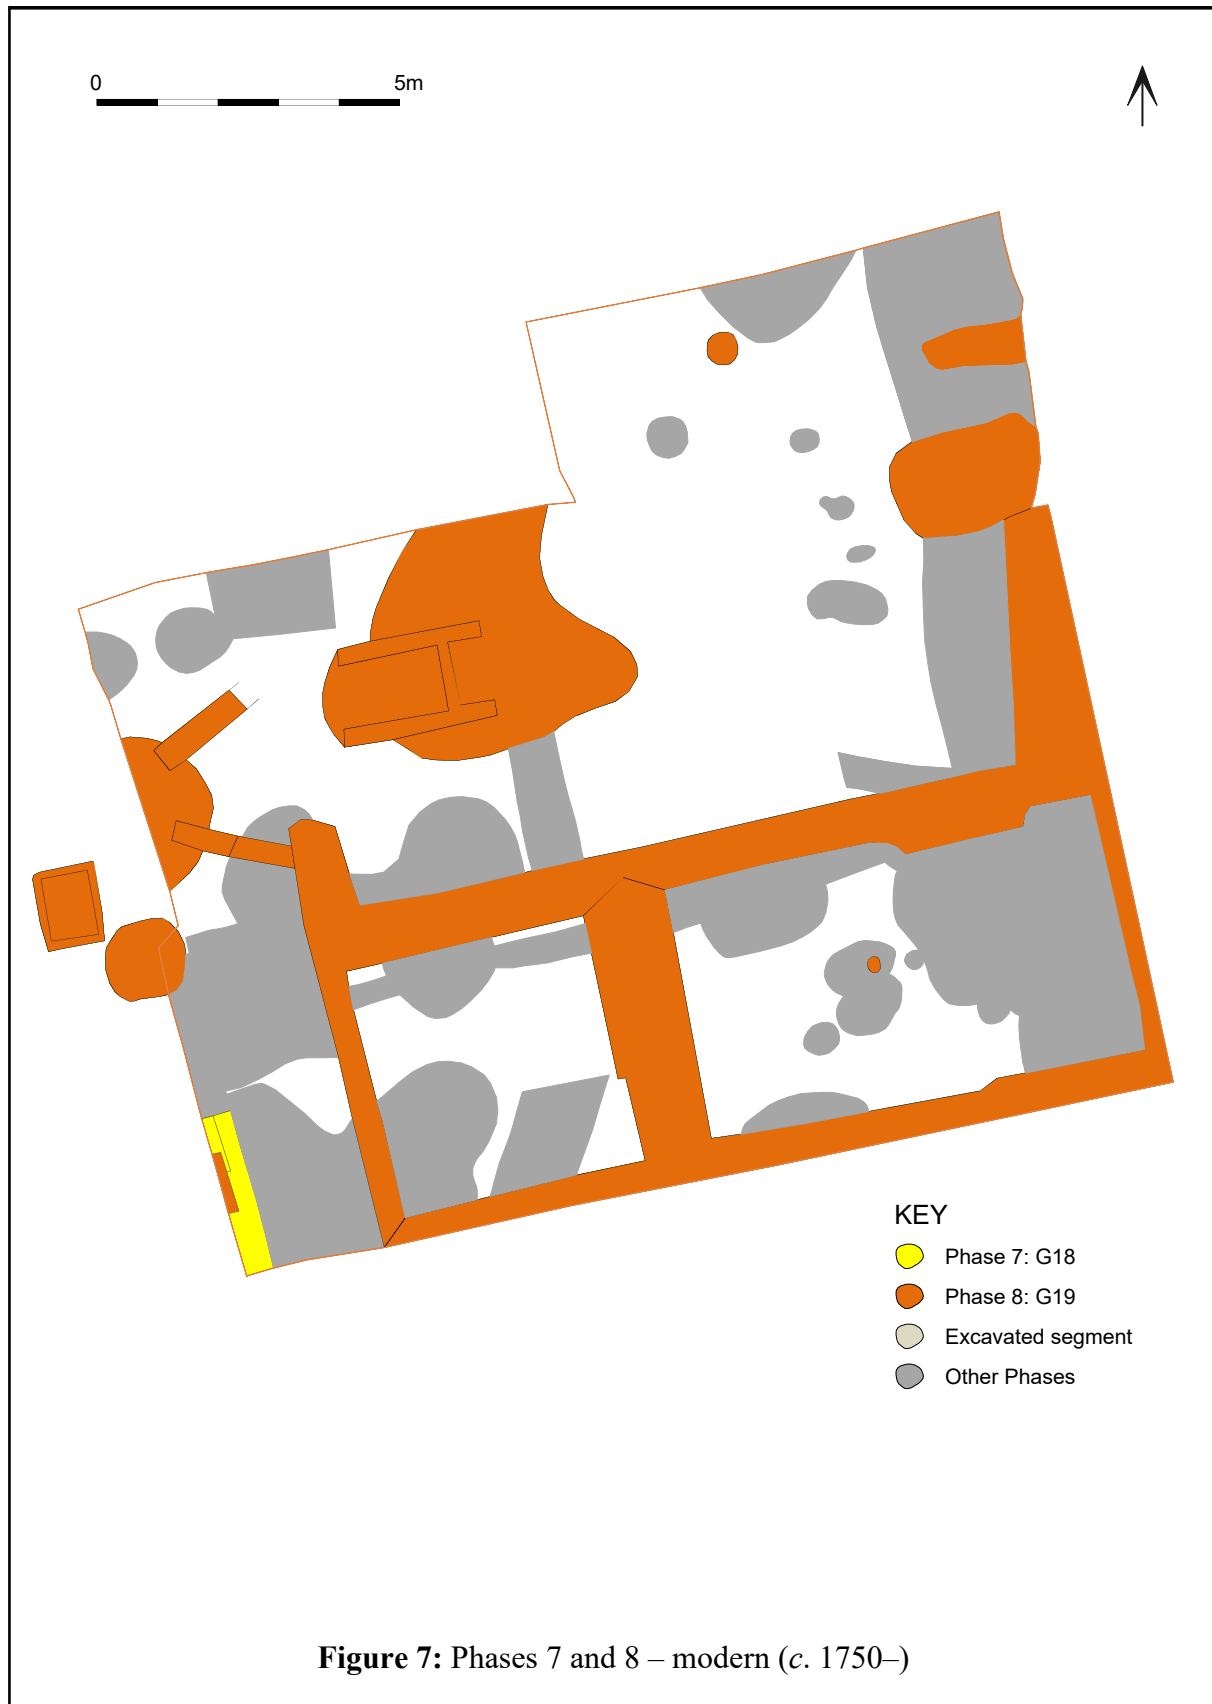 0 5m
KEY
Phase 7: G18
Phase 8: G19
Excavated segment
Other Phases
Figure 7: Phases 7 and 8 – modern (c. 1750–)